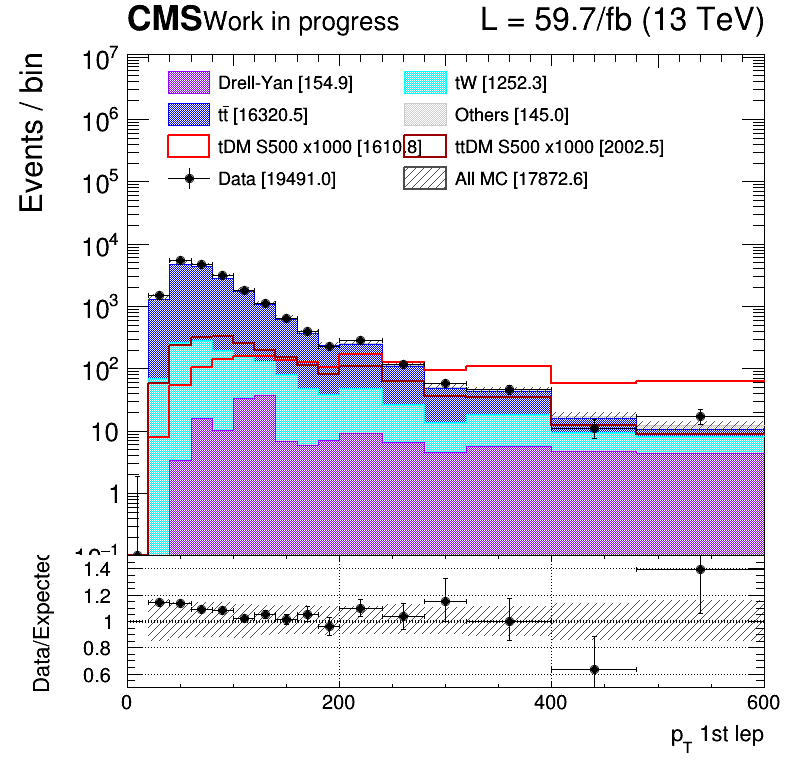 CMS Work in progress L = 59.7/fb (13 TeV)
Events / bin
10⁷
10⁶
10⁵
10⁴
10³
10²
10
1
10⁻¹
Drell-Yan [154.9] tW [1252.3]
tt̄ [16320.5] Others [145.0]
tDM S500 x1000 [1610.8] ttDM S500 x1000 [2002.5]
Data [19491.0] All MC [17872.6]
Data/Expected
1.4
1.2
1
0.8
0.6
0 200 400 600
p_T 1st lep